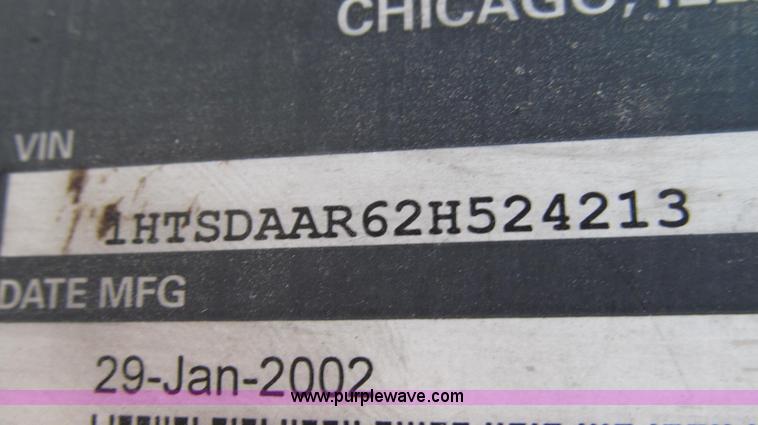 CHICAGO,
VIN
1HTSDAAR62H524213
DATE MFG
29-Jan-2002
www.purplewave.com